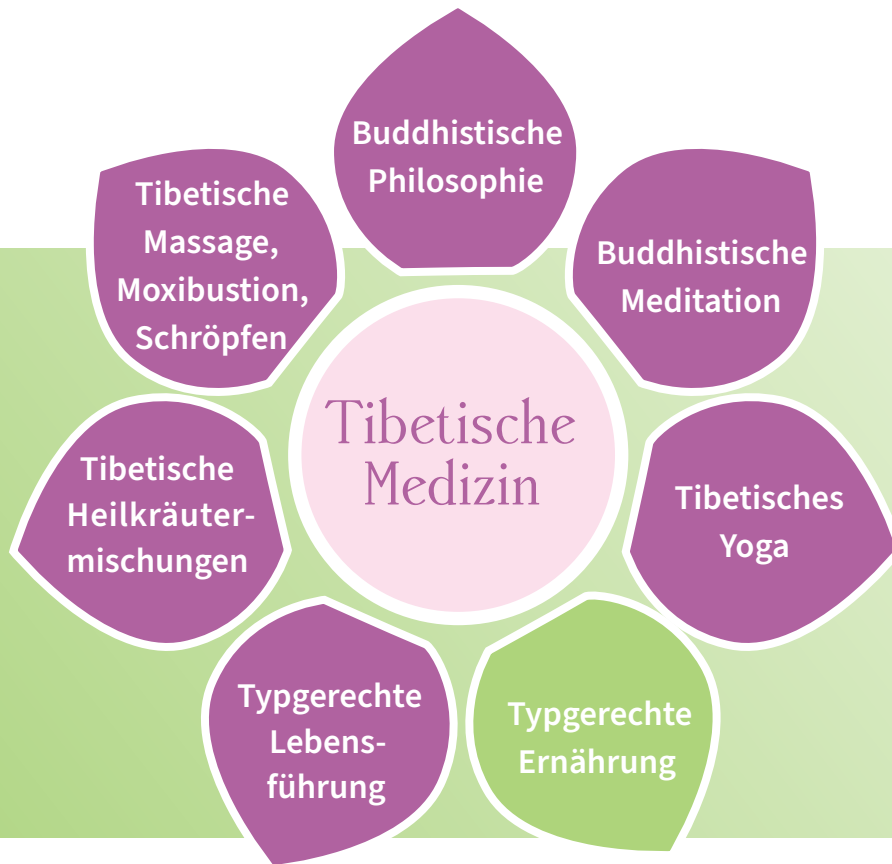 Buddhistische
Philosophie
Buddhistische
Meditation
Tibetisches
Yoga
Typgerechte
Ernährung
Typgerechte
Lebens-
führung
Tibetische
Heilkräuter-
mischungen
Tibetische
Massage,
Moxibustion,
Schröpfen
Tibetische
Medizin